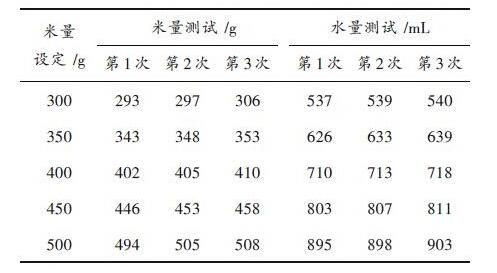 米量 米量测试 /g 水量测试 /mL
设定 /g 第1次 第2次 第3次 第1次 第2次 第3次
300 293 297 306 537 539 540
350 343 348 353 626 633 639
400 402 405 410 710 713 718
450 446 453 458 803 807 811
500 494 505 508 895 898 903